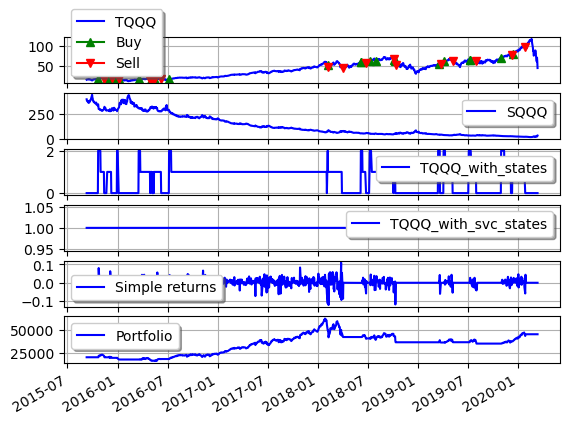 TQQQ
Buy
Sell
100
50
SQQQ
250
0
TQQQ_with_states
2
0
TQQQ_with_svc_states
1.05
1.00
0.95
Simple returns
0.1
0.0
−0.1
Portfolio
50000
25000
2015-07 2016-01 2016-07 2017-01 2017-07 2018-01 2018-07 2019-01 2019-07 2020-01